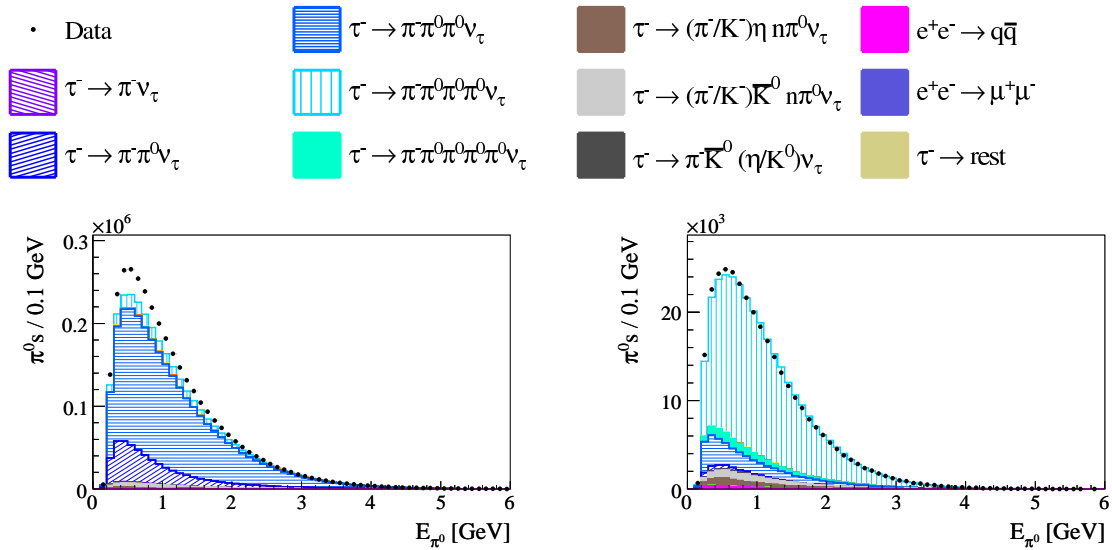 Data
τ⁻ → π⁻ν_τ
τ⁻ → π⁻π⁰ν_τ
τ⁻ → π⁻π⁰π⁰ν_τ
τ⁻ → π⁻π⁰π⁰π⁰ν_τ
τ⁻ → π⁻π⁰π⁰π⁰π⁰ν_τ
τ⁻ → (π⁻/K⁻)η nπ⁰ν_τ
τ⁻ → (π⁻/K⁻)K̅⁰ nπ⁰ν_τ
τ⁻ → π⁻K̅⁰ (η/K⁰)ν_τ
e⁺e⁻ → qq̅
e⁺e⁻ → μ⁺μ⁻
τ⁻ → rest
×10⁶
π⁰s / 0.1 GeV
0.3
0.2
0.1
0
0 1 2 3 4 5 6
E_π⁰ [GeV]
×10³
π⁰s / 0.1 GeV
20
10
0
0 1 2 3 4 5 6
E_π⁰ [GeV]